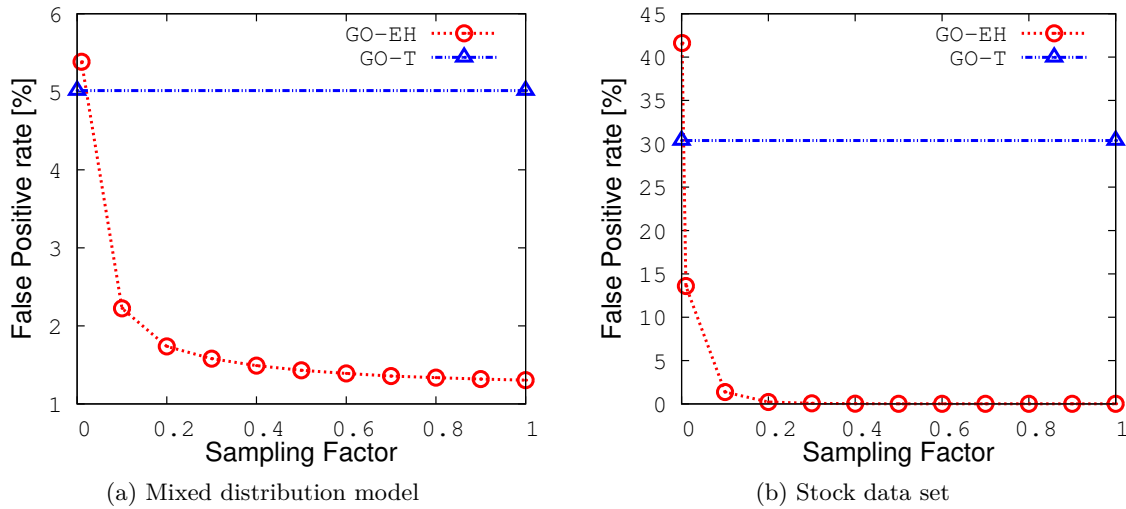 False Positive rate [%]
6
5
4
3
2
1
GO-EH
GO-T
0 0.2 0.4 0.6 0.8 1
Sampling Factor
(a) Mixed distribution model
False Positive rate [%]
45
40
35
30
25
20
15
10
5
0
GO-EH
GO-T
0 0.2 0.4 0.6 0.8 1
Sampling Factor
(b) Stock data set